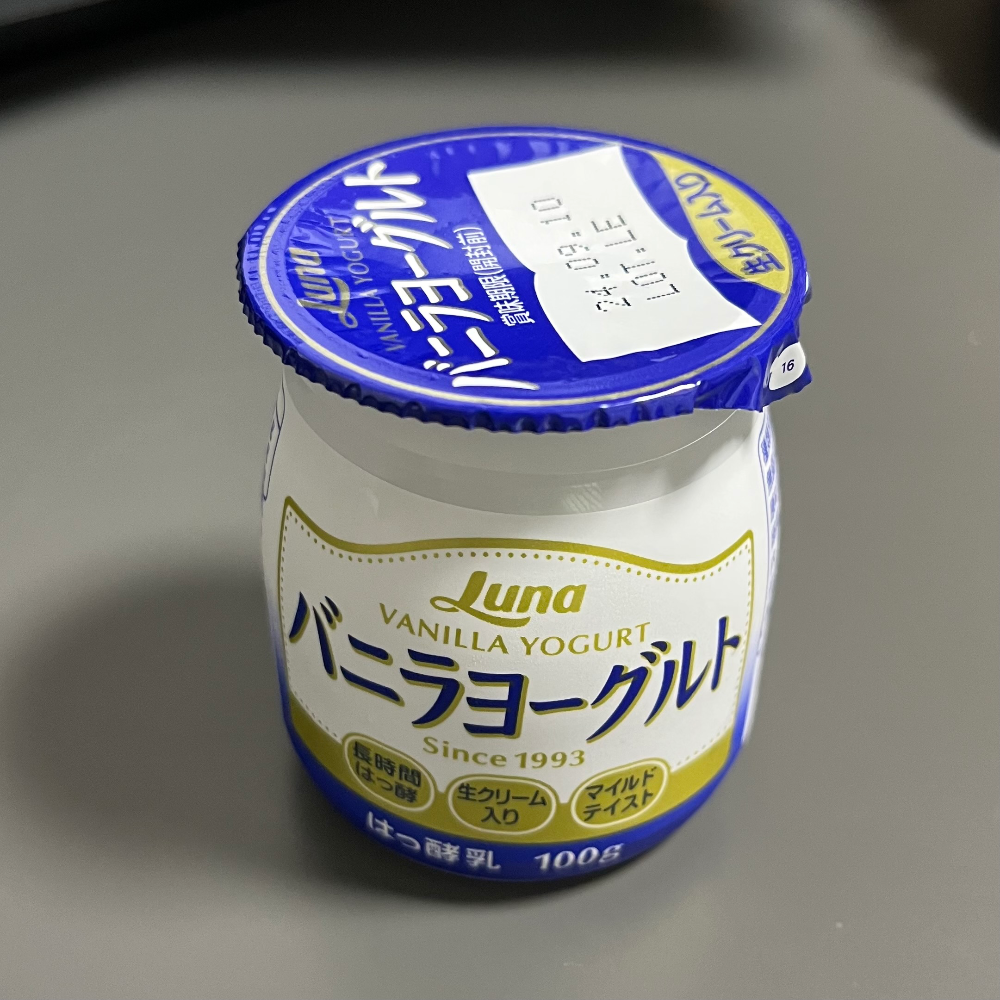 Luna
VANILLA YOGURT
バニラヨーグルト
賞味期限(開封前)
24.09.10
LOT.LE
生クリーム入り
16
Luna
VANILLA YOGURT
バニラヨーグルト
Since 1993
長時間
はっ酵
生クリーム
入り
マイルド
テイスト
はっ酵乳 100g